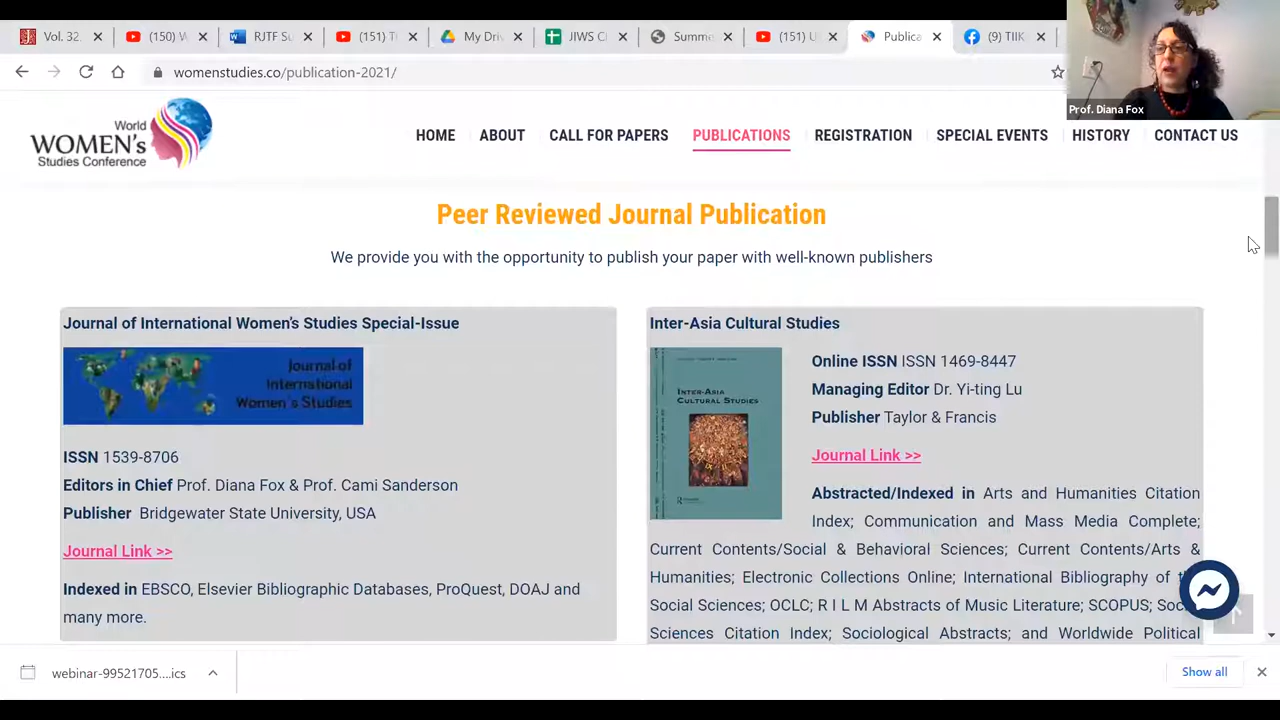 Vol. 32
(150) W
RJTF Su
(151) T
My Driv
JIWS C
Summe
(151) U
Publica
(9) TIIK
womenstudies.co/publication-2021/
Prof. Diana Fox
World
WOMEN's
Studies Conference
HOME ABOUT CALL FOR PAPERS PUBLICATIONS REGISTRATION SPECIAL EVENTS HISTORY CONTACT US
Peer Reviewed Journal Publication
We provide you with the opportunity to publish your paper with well-known publishers
Journal of International Women's Studies Special-Issue
Journal of
International
Women's Studies
ISSN 1539-8706
Editors in Chief Prof. Diana Fox & Prof. Cami Sanderson
Publisher Bridgewater State University, USA
Journal Link >>
Indexed in EBSCO, Elsevier Bibliographic Databases, ProQuest, DOAJ and
many more.
Inter-Asia Cultural Studies
INTER-ASIA
CULTURAL STUDIES
Online ISSN ISSN 1469-8447
Managing Editor Dr. Yi-ting Lu
Publisher Taylor & Francis
Journal Link >>
Abstracted/Indexed in Arts and Humanities Citation
Index; Communication and Mass Media Complete;
Current Contents/Social & Behavioral Sciences; Current Contents/Arts &
Humanities; Electronic Collections Online; International Bibliography of
Social Sciences; OCLC; R I L M Abstracts of Music Literature; SCOPUS; Soc
Sciences Citation Index; Sociological Abstracts; and Worldwide Political
webinar-99521705....ics
Show all